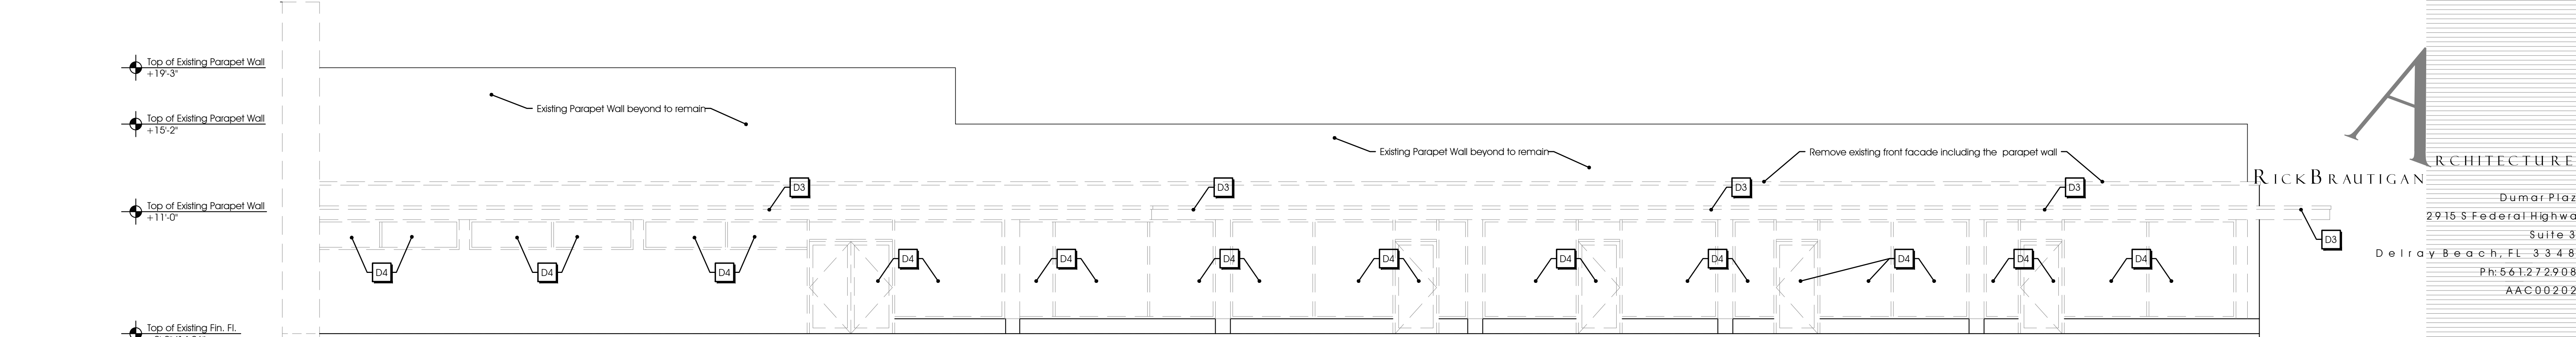 Top of Existing Parapet Wall
+19'-3"
Top of Existing Parapet Wall
+15'-2"
Top of Existing Parapet Wall
+11'-0"
Top of Existing Fin. Fl.
Existing Parapet Wall beyond to remain
Existing Parapet Wall beyond to remain
Remove existing front facade including the parapet wall
D3
D3
D3
D3
D3
D4
D4
D4
D4
D4
D4
D4
D4
D4
D4
D4
D4
ARCHITECTURE
RICKBRAUTIGAN
Dumar Plaz
2915 S Federal Highwa
Suite 3
Delray Beach, FL 3348
Ph: 561.272.908
AAC00202